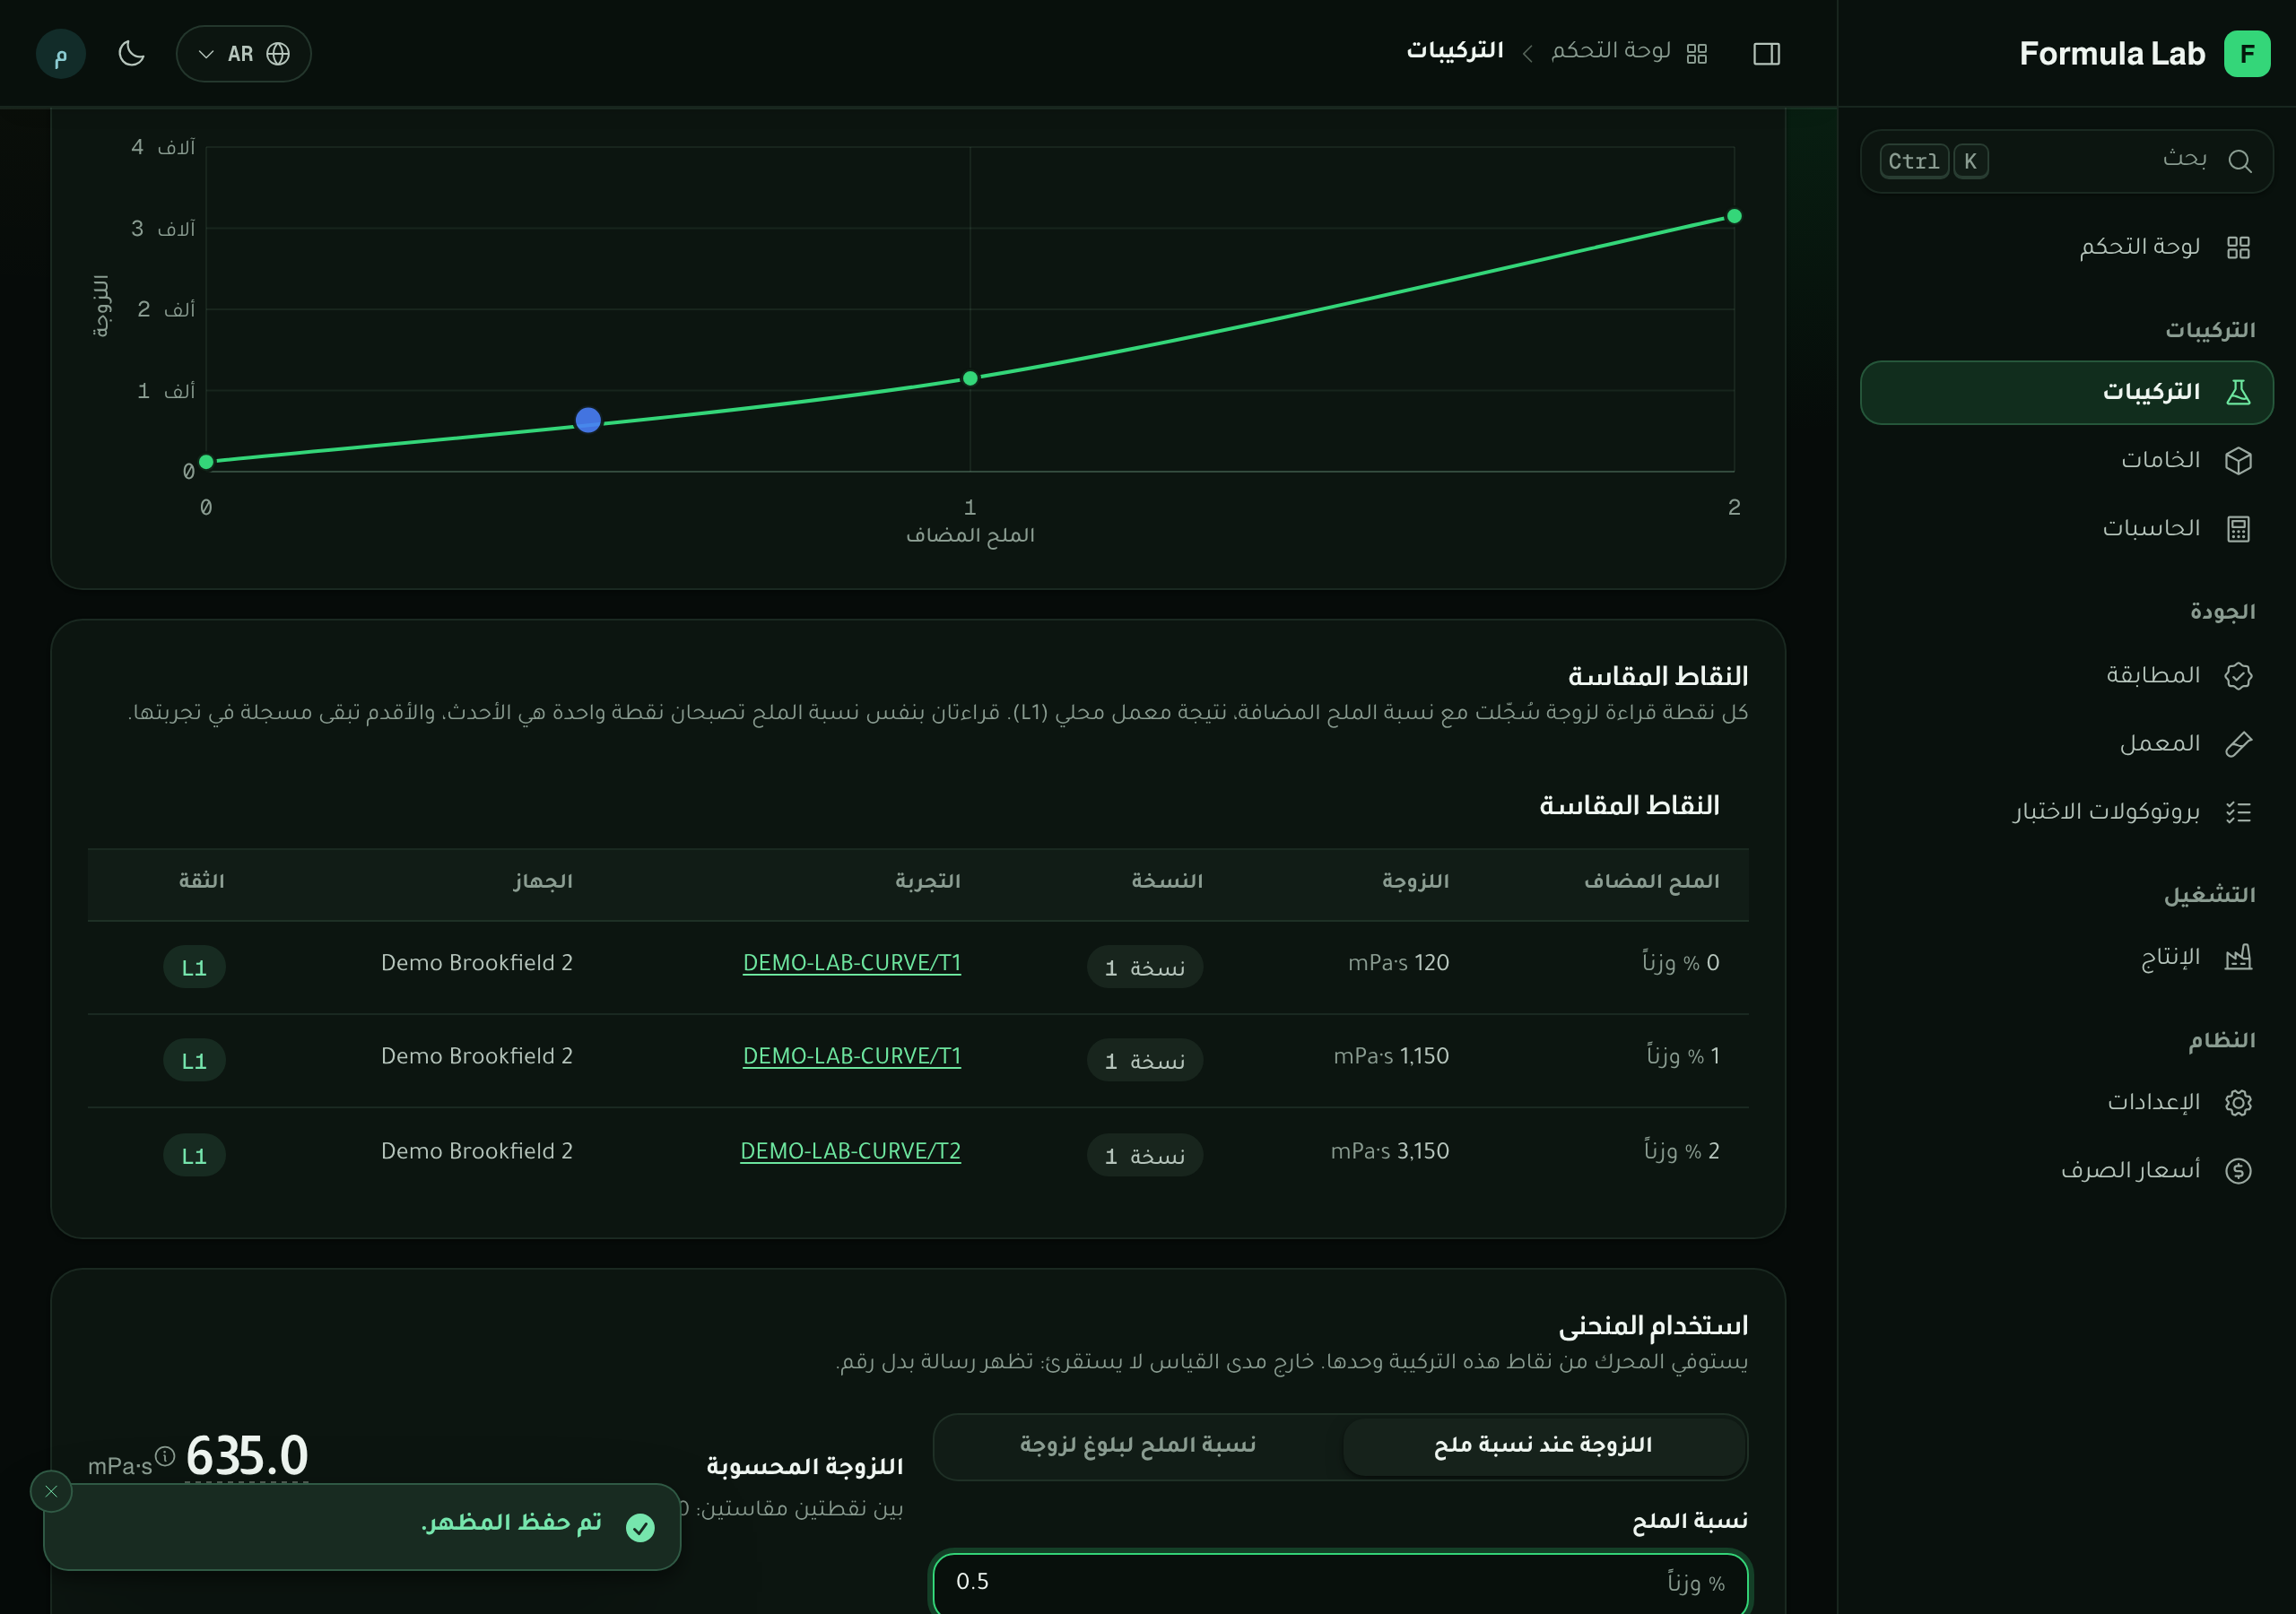 Formula Lab
F
لوحة التحكم
التركيبات
AR
م
بحث
Ctrl K
لوحة التحكم
التركيبات
التركيبات
الخامات
الحاسبات
الجودة
المطابقة
المعمل
بروتوكولات الاختبار
التشغيل
الإنتاج
النظام
الإعدادات
أسعار الصرف
4 آلاف
3 آلاف
2 ألف
1 ألف
0
اللزوجة
0 1 2
الملح المضاف
النقاط المقاسة
كل نقطة قراءة لزوجة سُجّلت مع نسبة الملح المضافة، نتيجة معمل محلي (L1). قراءتان بنفس نسبة الملح تصبحان نقطة واحدة هي الأحدث، والأقدم تبقى مسجلة في تجربتها.
النقاط المقاسة
الملح المضاف اللزوجة النسخة التجربة الجهاز الثقة
0 % وزناً 120 mPa·s نسخة 1 DEMO-LAB-CURVE/T1 Demo Brookfield 2 L1
1 % وزناً 1,150 mPa·s نسخة 1 DEMO-LAB-CURVE/T1 Demo Brookfield 2 L1
2 % وزناً 3,150 mPa·s نسخة 1 DEMO-LAB-CURVE/T2 Demo Brookfield 2 L1
استخدام المنحنى
يستوفي المحرك من نقاط هذه التركيبة وحدها. خارج مدى القياس لا يستقرئ: تظهر رسالة بدل رقم.
اللزوجة عند نسبة ملح
نسبة الملح لبلوغ لزوجة
نسبة الملح
% وزناً 0.5
اللزوجة المحسوبة
635.0 mPa·s
بين نقطتين مقاستين: 0
تم حفظ المظهر.